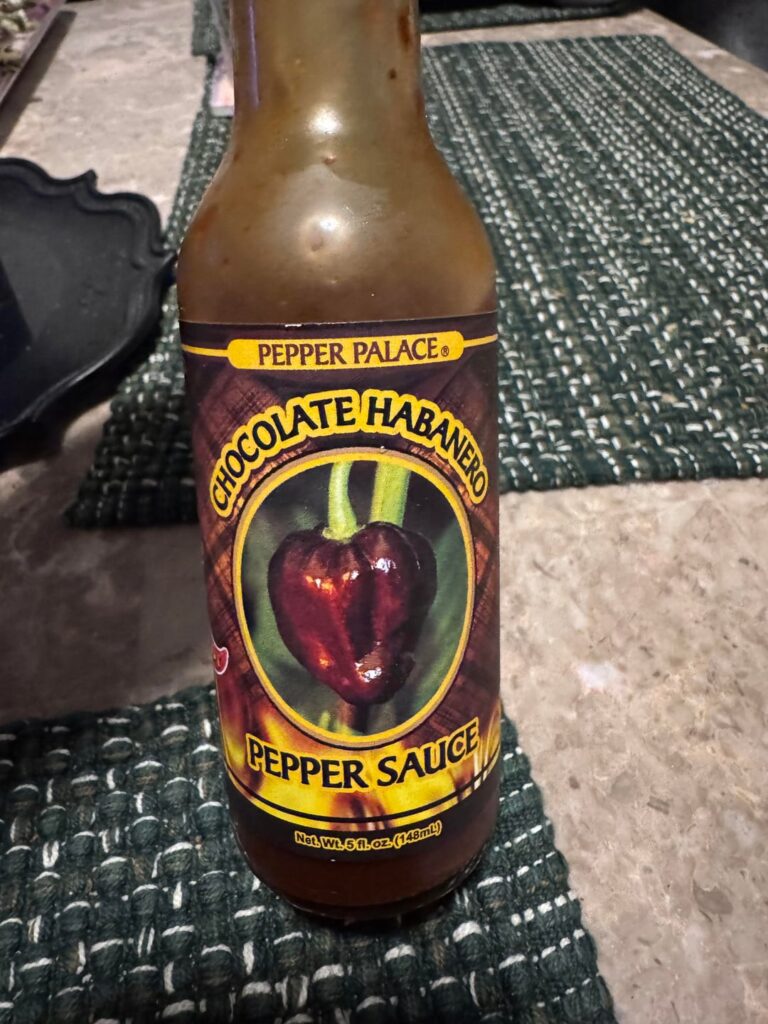 PEPPER PALACE®
CHOCOLATE HABANERO
PEPPER SAUCE
Net. Wt. 5 fl. oz. (148mL)